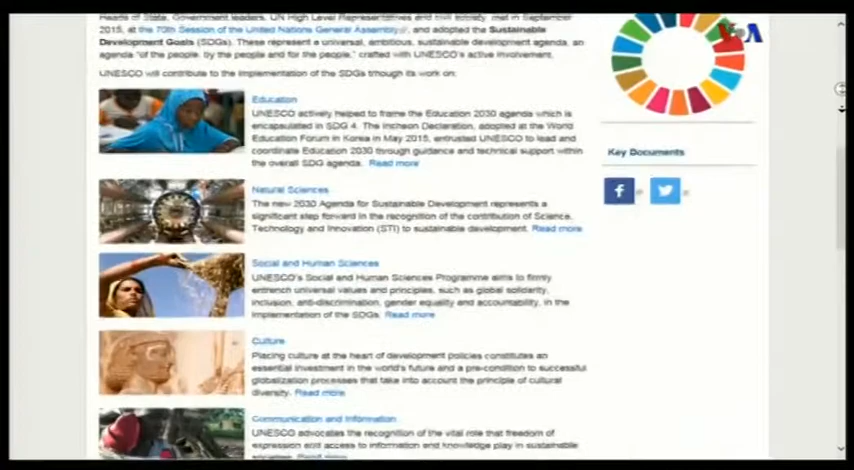 Heads of State, Government leaders, UN High Level Representatives and civil society met in September
2015, at the 70th Session of the United Nations General Assembly, and adopted the Sustainable
Development Goals (SDGs). These represent a universal, ambitious, sustainable development agenda, an
agenda "of the people, by the people and for the people," crafted with UNESCO's active involvement.
UNESCO will contribute to the implementation of the SDGs through its work on:
Education
UNESCO actively helped to frame the Education 2030 agenda which is
encapsulated in SDG 4. The Incheon Declaration, adopted at the World
Education Forum in Korea in May 2015, entrusted UNESCO to lead and
coordinate Education 2030 through guidance and technical support within
the overall SDG agenda. Read more
Natural Sciences
The new 2030 Agenda for Sustainable Development represents a
significant step forward in the recognition of the contribution of Science,
Technology and Innovation (STI) to sustainable development. Read more
Social and Human Sciences
UNESCO's Social and Human Sciences Programme aims to firmly
entrench universal values and principles, such as global solidarity,
inclusion, anti-discrimination, gender equality and accountability, in the
implementation of the SDGs. Read more
Culture
Placing culture at the heart of development policies constitutes an
essential investment in the world's future and a pre-condition to successful
globalization processes that take into account the principle of cultural
diversity. Read more
Communication and Information
UNESCO advocates the recognition of the vital role that freedom of
expression and access to information and knowledge play in sustainable
societies. Read more
VOA
Key Documents
f